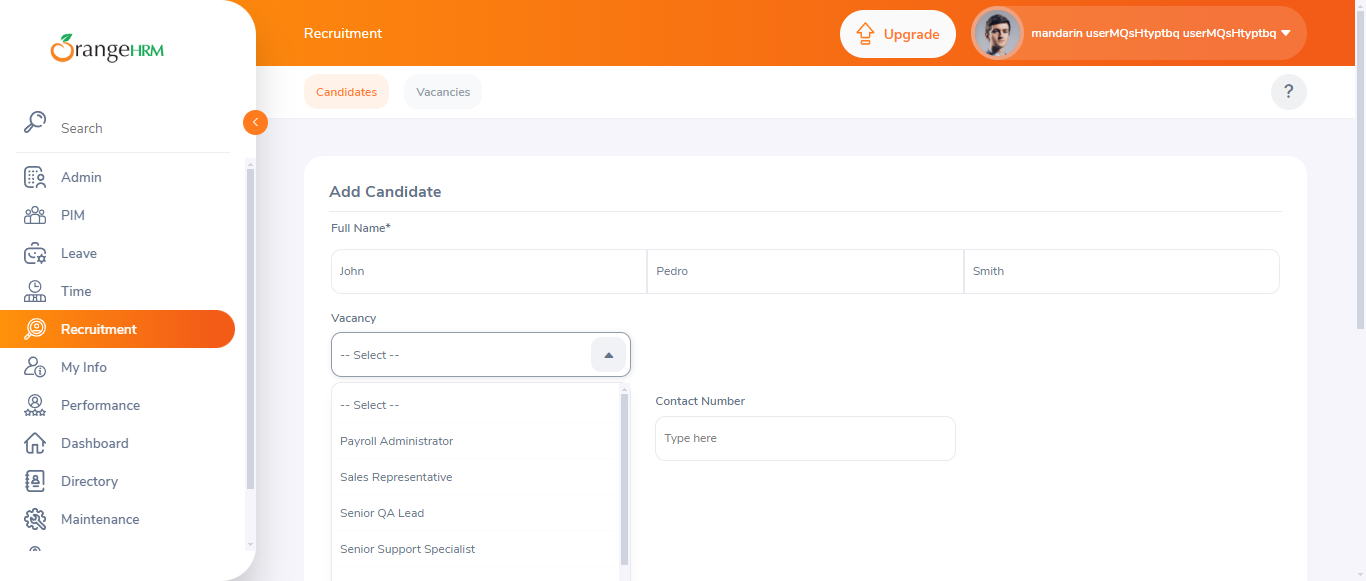 OrangeHRM
Search
Admin
PIM
Leave
Time
Recruitment
My Info
Performance
Dashboard
Directory
Maintenance
Recruitment
Upgrade
mandarin userMQsHtyptbq userMQsHtyptbq
Candidates
Vacancies
?
Add Candidate
Full Name*
John
Pedro
Smith
Vacancy
-- Select --
-- Select --
Payroll Administrator
Sales Representative
Senior QA Lead
Senior Support Specialist
Contact Number
Type here